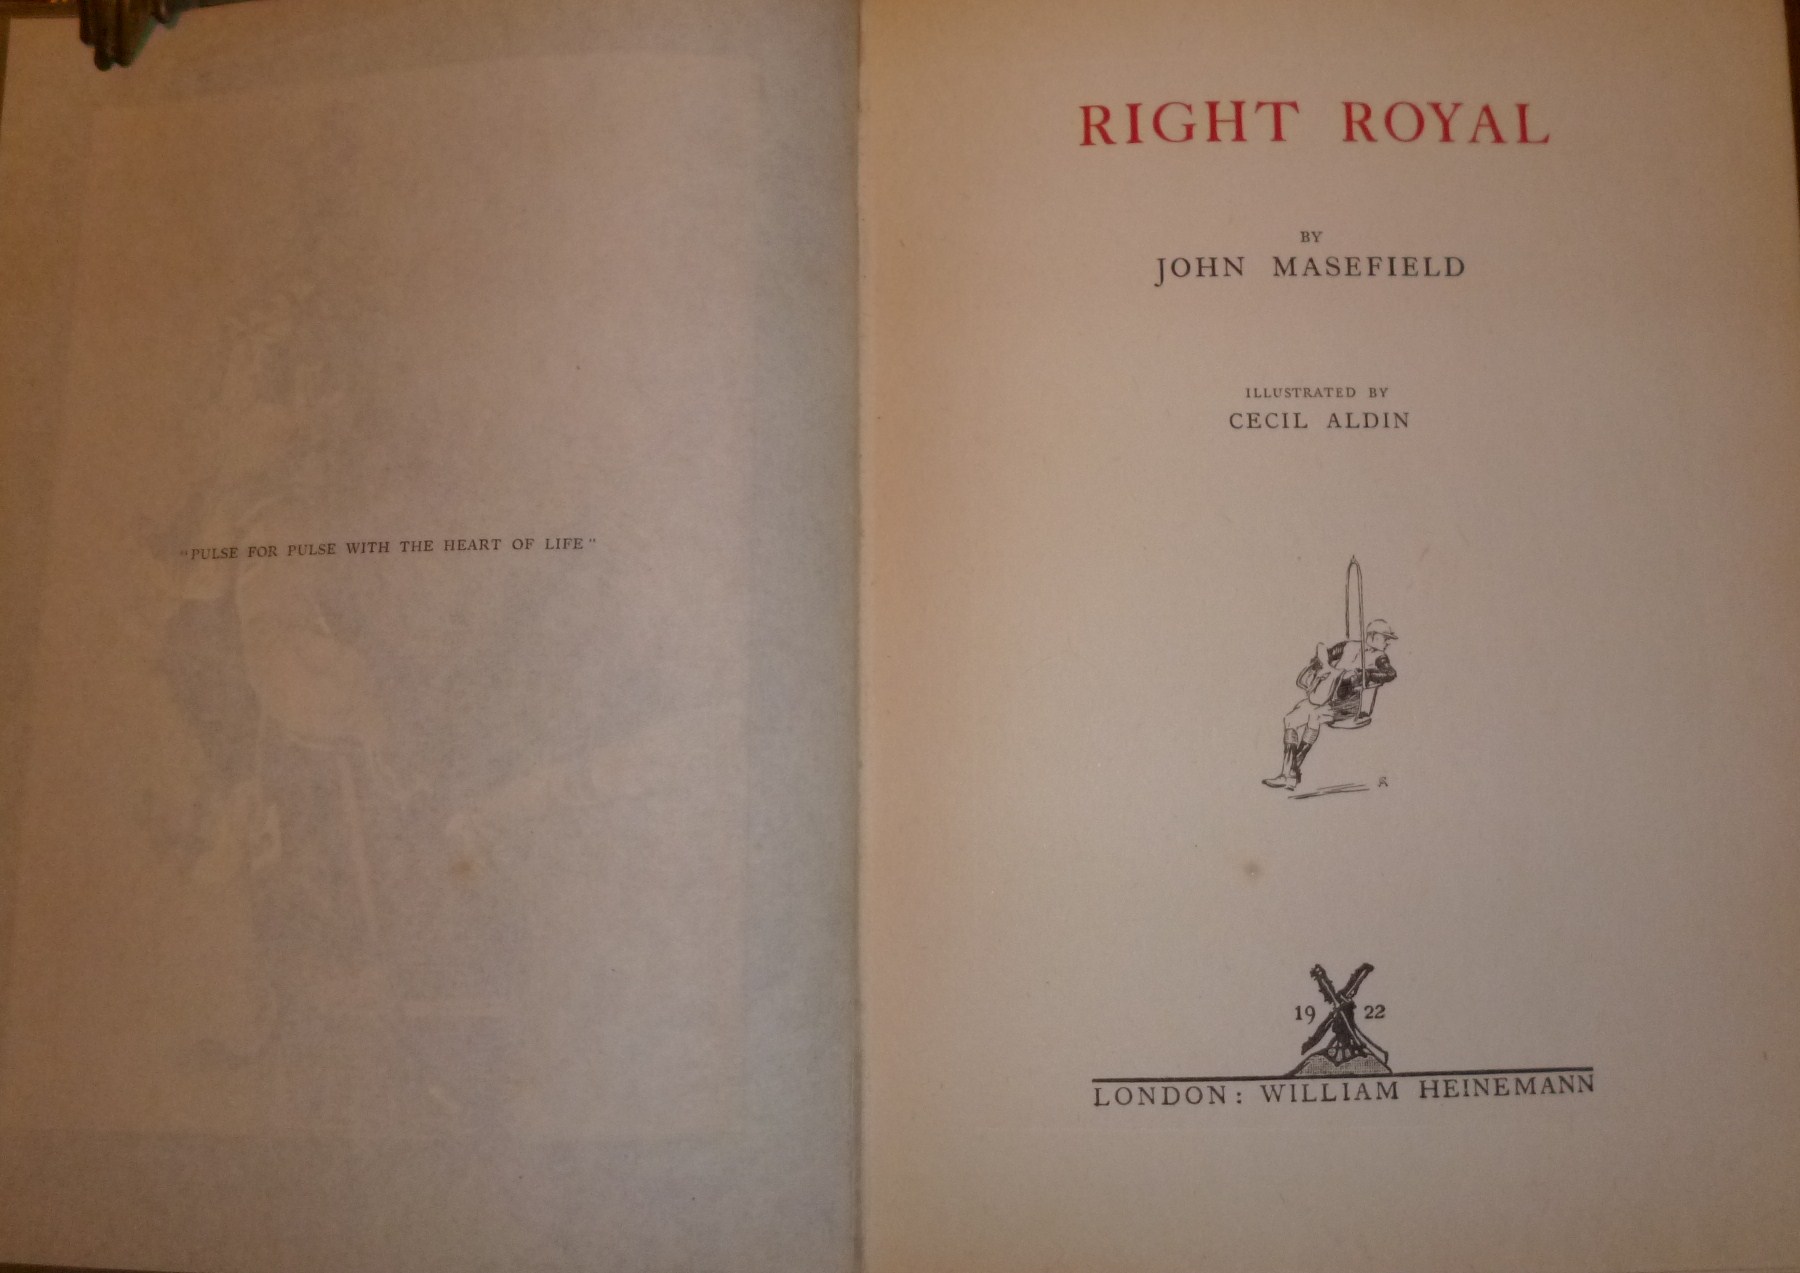 "PULSE FOR PULSE WITH THE HEART OF LIFE"
RIGHT ROYAL
BY
JOHN MASEFIELD
ILLUSTRATED BY
CECIL ALDIN
19 22
LONDON: WILLIAM HEINEMANN